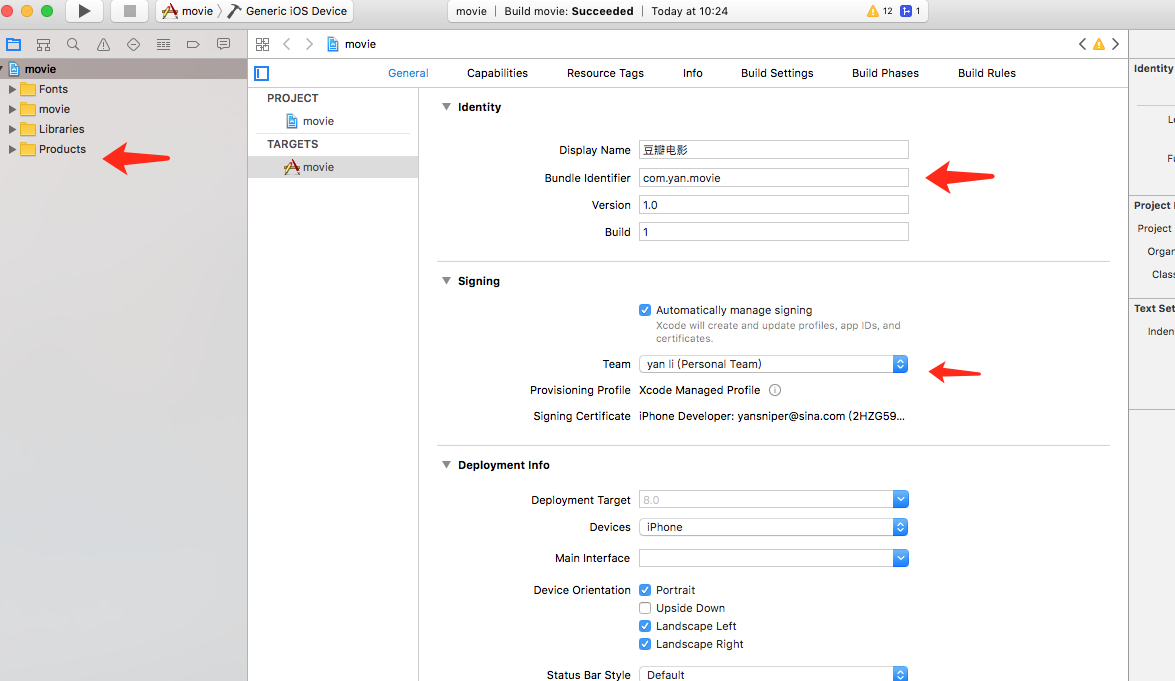 movie 〉 Generic iOS Device
movie | Build movie: Succeeded | Today at 10:24
12 1
movie
movie
Fonts
movie
Libraries
Products
General Capabilities Resource Tags Info Build Settings Build Phases Build Rules
PROJECT
movie
TARGETS
movie
Identity
Display Name 豆瓣电影
Bundle Identifier com.yan.movie
Version 1.0
Build 1
Signing
Automatically manage signing
Xcode will create and update profiles, app IDs, and
certificates.
Team yan li (Personal Team)
Provisioning Profile Xcode Managed Profile
Signing Certificate iPhone Developer: yansniper@sina.com (2HZG59...
Deployment Info
Deployment Target 8.0
Devices iPhone
Main Interface
Device Orientation Portrait
Upside Down
Landscape Left
Landscape Right
Status Bar Style Default
Identity
Project
Project
Organ
Class
Text Set
Inden